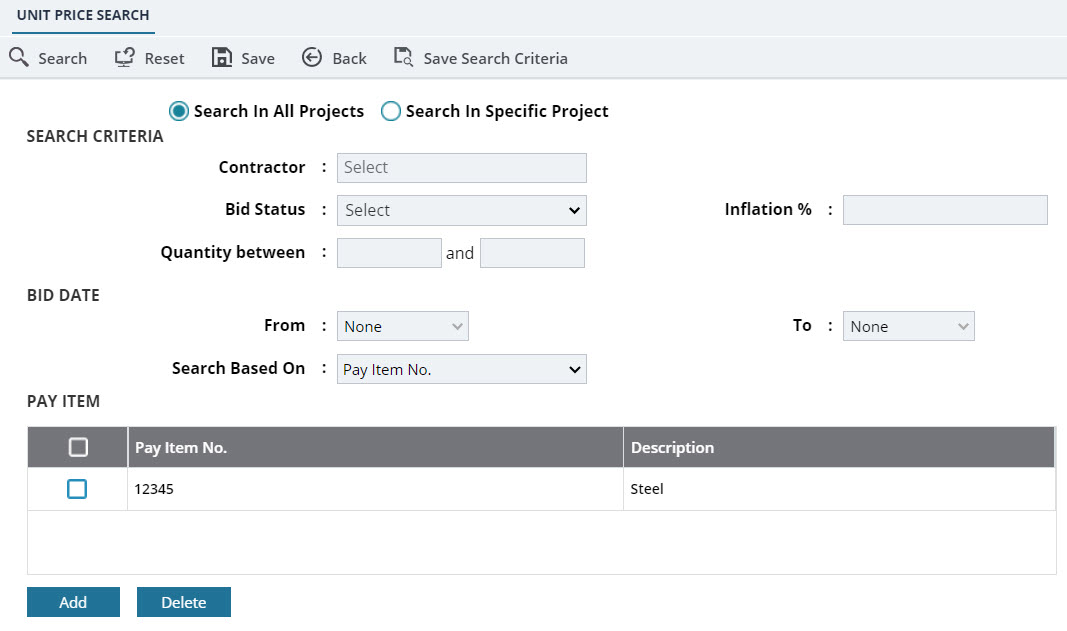 UNIT PRICE SEARCH
Search Reset Save Back Save Search Criteria
Search In All Projects Search In Specific Project
SEARCH CRITERIA
Contractor : Select
Bid Status : Select Inflation % :
Quantity between : and
BID DATE
From : None To : None
Search Based On : Pay Item No.
PAY ITEM
Pay Item No. Description
12345 Steel
Add Delete